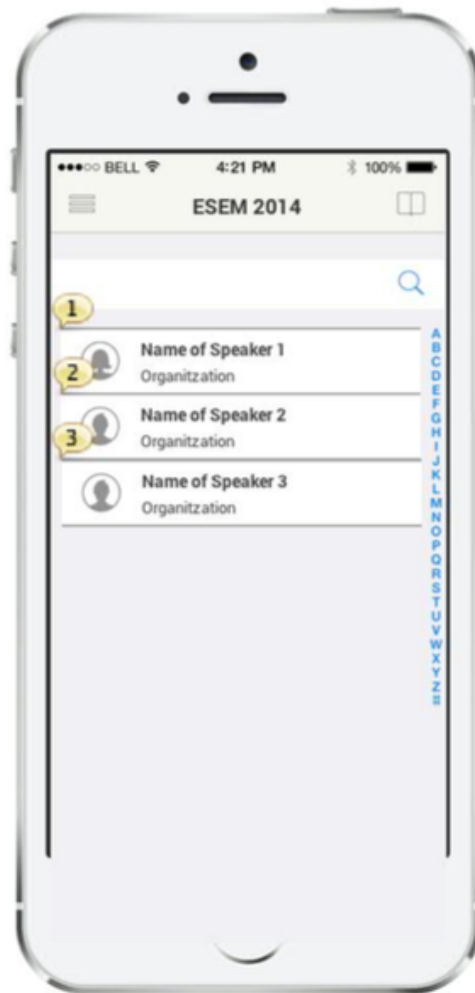 BELL 4:21 PM 100%
ESEM 2014
1
Name of Speaker 1
Organitzation
2
Name of Speaker 2
Organitzation
3
Name of Speaker 3
Organitzation
A
B
C
D
E
F
G
H
I
J
K
L
M
N
O
P
Q
R
S
T
U
V
W
X
Y
Z
#